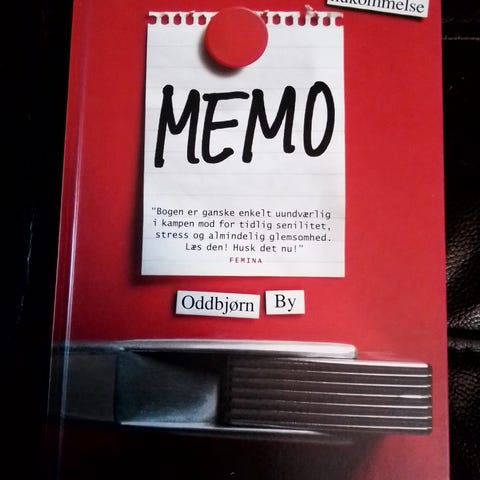 MEMO
"Bogen er ganske enkelt uundværlig
i kampen mod for tidlig senilitet,
stress og almindelig glemsomhed.
Læs den! Husk det nu!"
FEMINA
Oddbjørn By